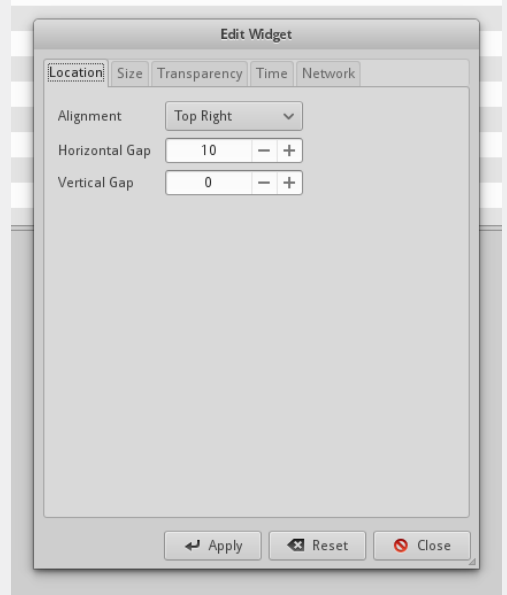 Edit Widget
Location Size Transparency Time Network
Alignment Top Right
Horizontal Gap 10 − +
Vertical Gap 0 − +
Apply Reset Close